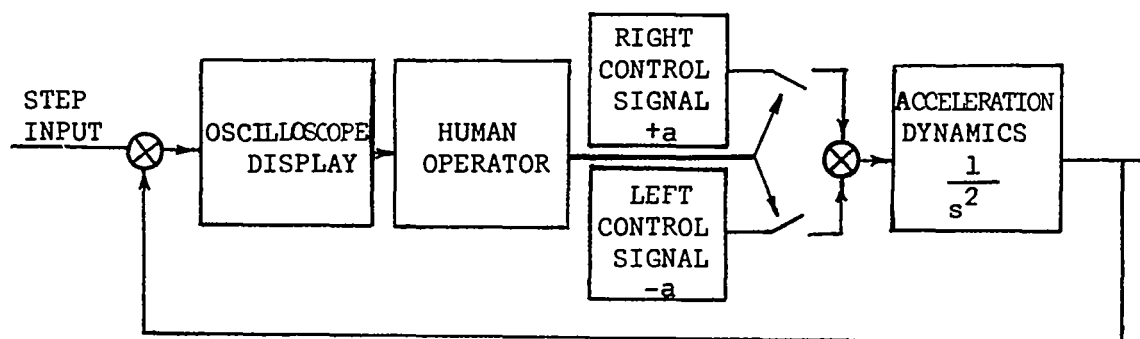 STEP
INPUT
OSCILLOSCOPE
DISPLAY
HUMAN
OPERATOR
RIGHT
CONTROL
SIGNAL
+a
LEFT
CONTROL
SIGNAL
-a
ACCELERATION
DYNAMICS
1
s²